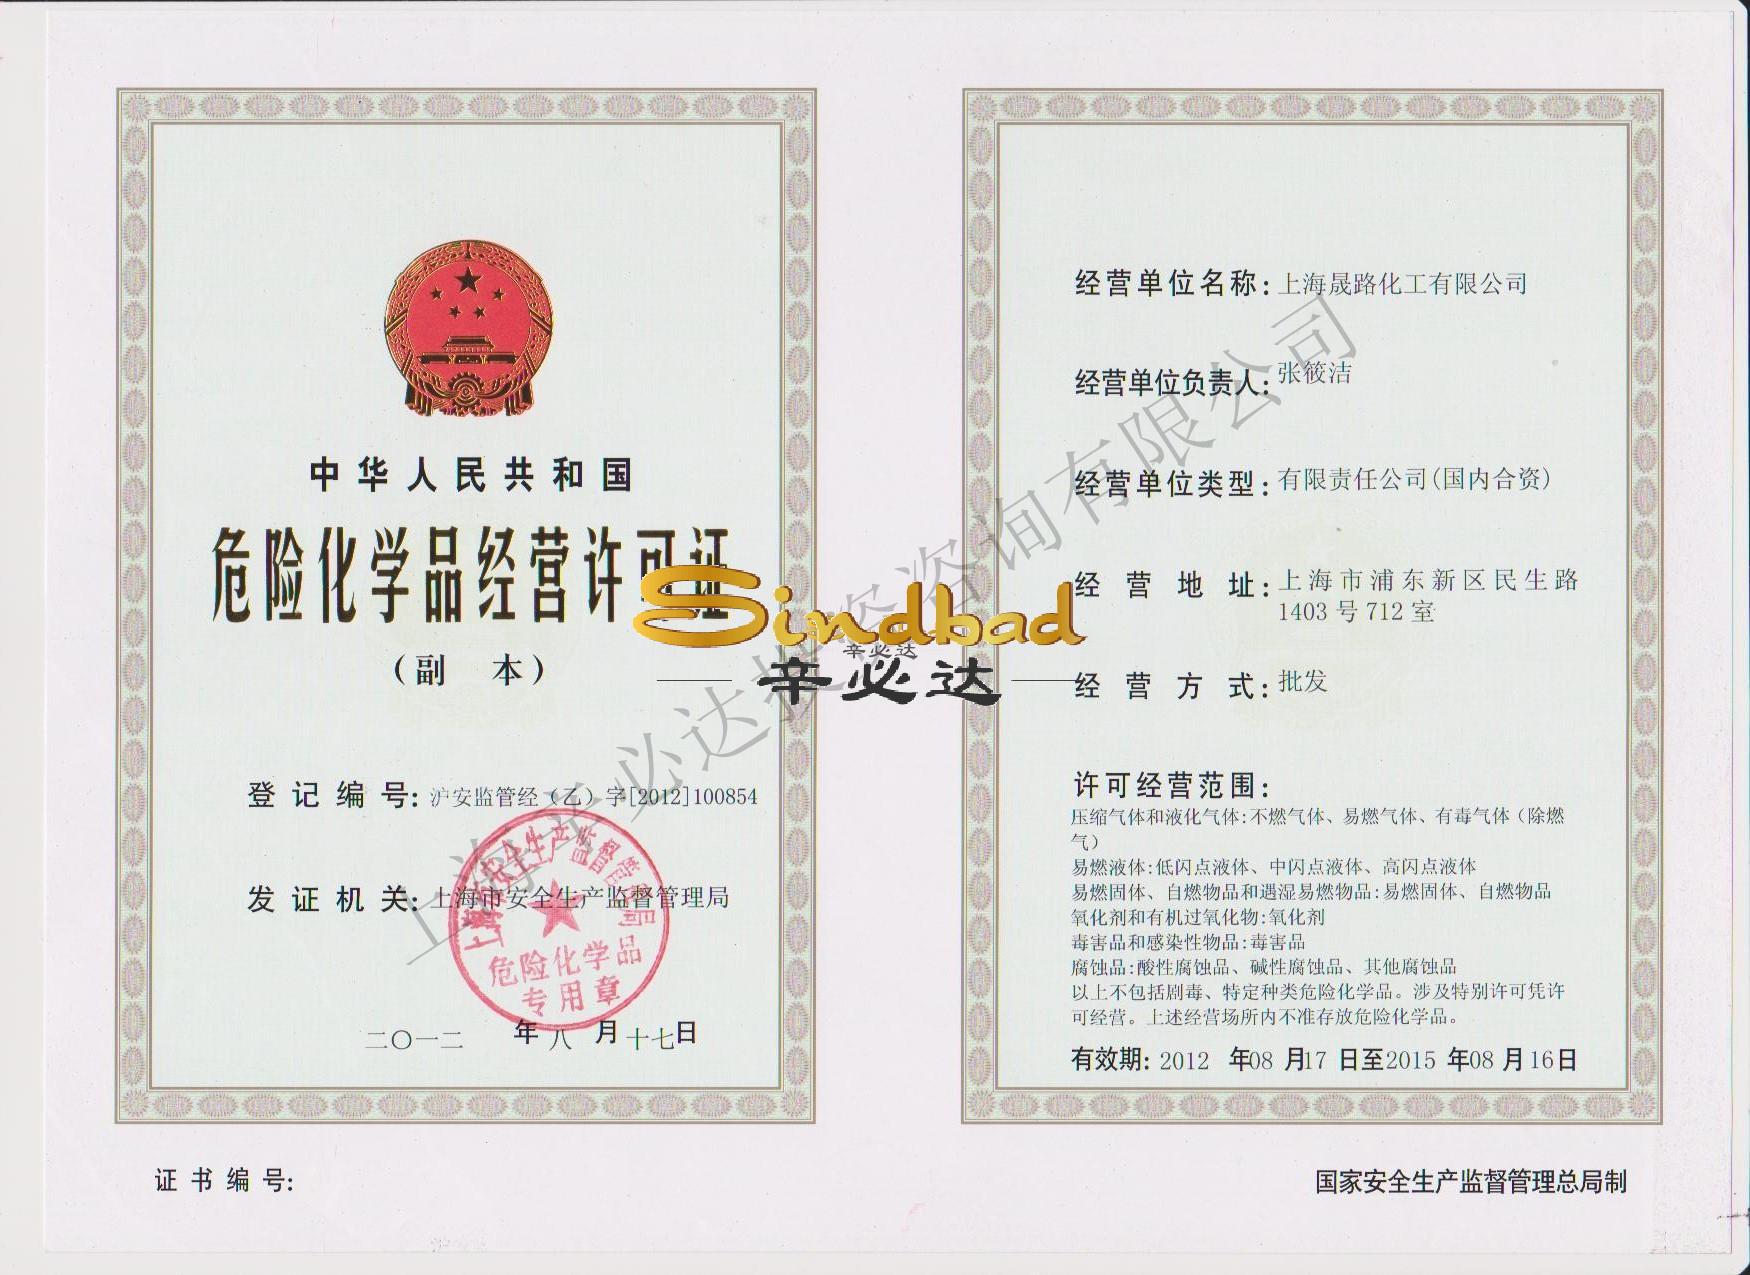 中华人民共和国
危险化学品经营许可证
（副 本）
登记编号: 沪安监管经（乙）字[2012]100854
发证机关: 上海市安全生产监督管理局
二〇一二 年 八 月 十七日
上海市安全生产监督管理局
危险化学品
专用章
证书编号:
经营单位名称: 上海晟路化工有限公司
经营单位负责人: 张筱洁
经营单位类型: 有限责任公司(国内合资)
经营地址: 上海市浦东新区民生路
1403号712室
经营方式: 批发
许可经营范围:
压缩气体和液化气体:不燃气体、易燃气体、有毒气体（除燃
气）
易燃液体:低闪点液体、中闪点液体、高闪点液体
易燃固体、自燃物品和遇湿易燃物品:易燃固体、自燃物品
氧化剂和有机过氧化物:氧化剂
毒害品和感染性物品:毒害品
腐蚀品:酸性腐蚀品、碱性腐蚀品、其他腐蚀品
以上不包括剧毒、特定种类危险化学品。涉及特别许可凭许
可经营。上述经营场所内不准存放危险化学品。
有效期: 2012 年08 月17 日至2015 年08 月16日
国家安全生产监督管理总局制
Sindbad
辛必达
辛必达
上海辛必达投资咨询有限公司